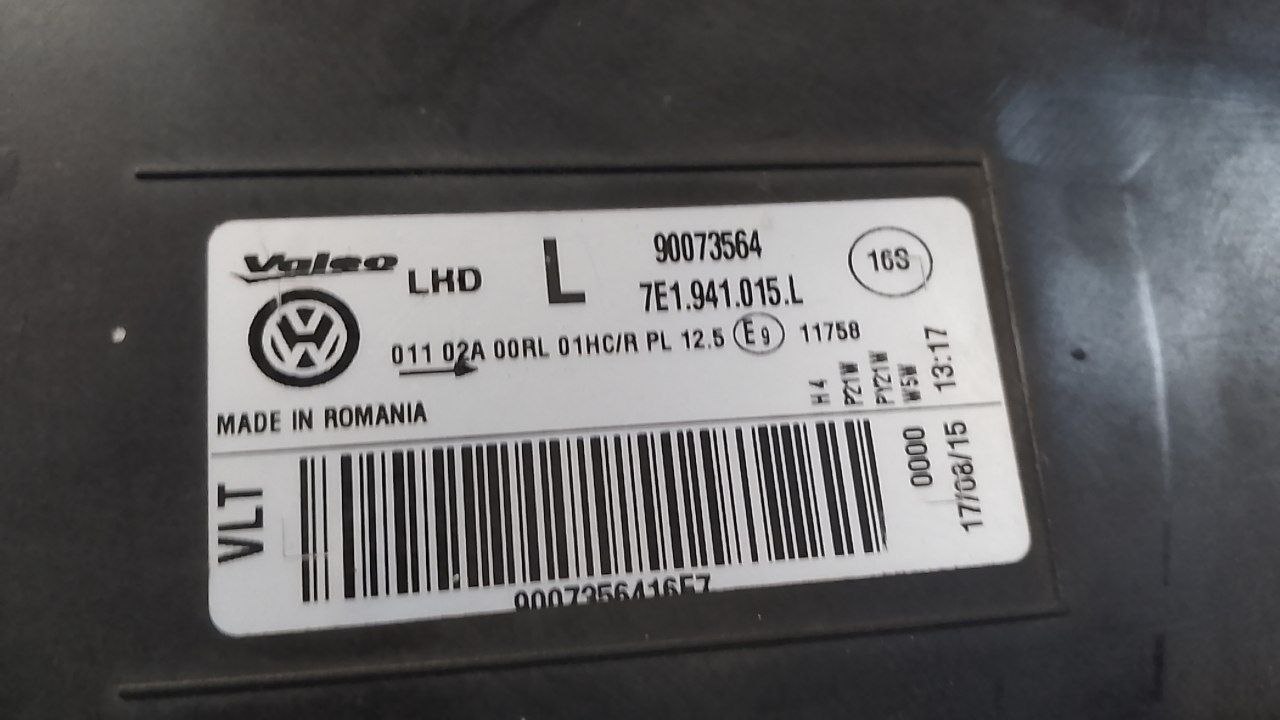 Valeo
LHD
L
90073564
7E1.941.015.L
16S
011 02A 00RL 01HC/R PL 12.5 E9 11758
MADE IN ROMANIA
H4
P21W
PY21W
W5W
13:17
VLT
0000
17/08/15
9007356416F7